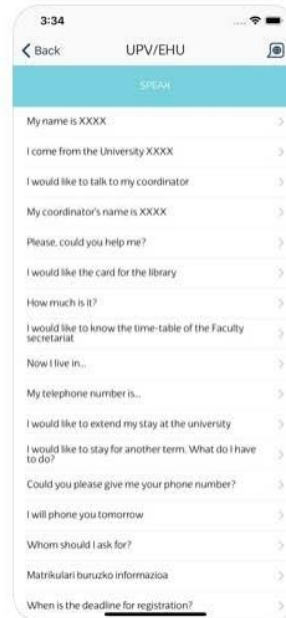 3:34
Back
UPV/EHU
SPEAK
My name is XXXX
I come from the University XXXX
I would like to talk to my coordinator
My coordinator's name is XXXX
Please, could you help me?
I would like the card for the library
How much is it?
I would like to know the time-table of the Faculty
secretariat
Now I live in...
My telephone number is...
I would like to extend my stay at the university
I would like to stay for another term. What do I have
to do?
Could you please give me your phone number?
I will phone you tomorrow
Whom should I ask for?
Matrikulari buruzko informazioa
When is the deadline for registration?